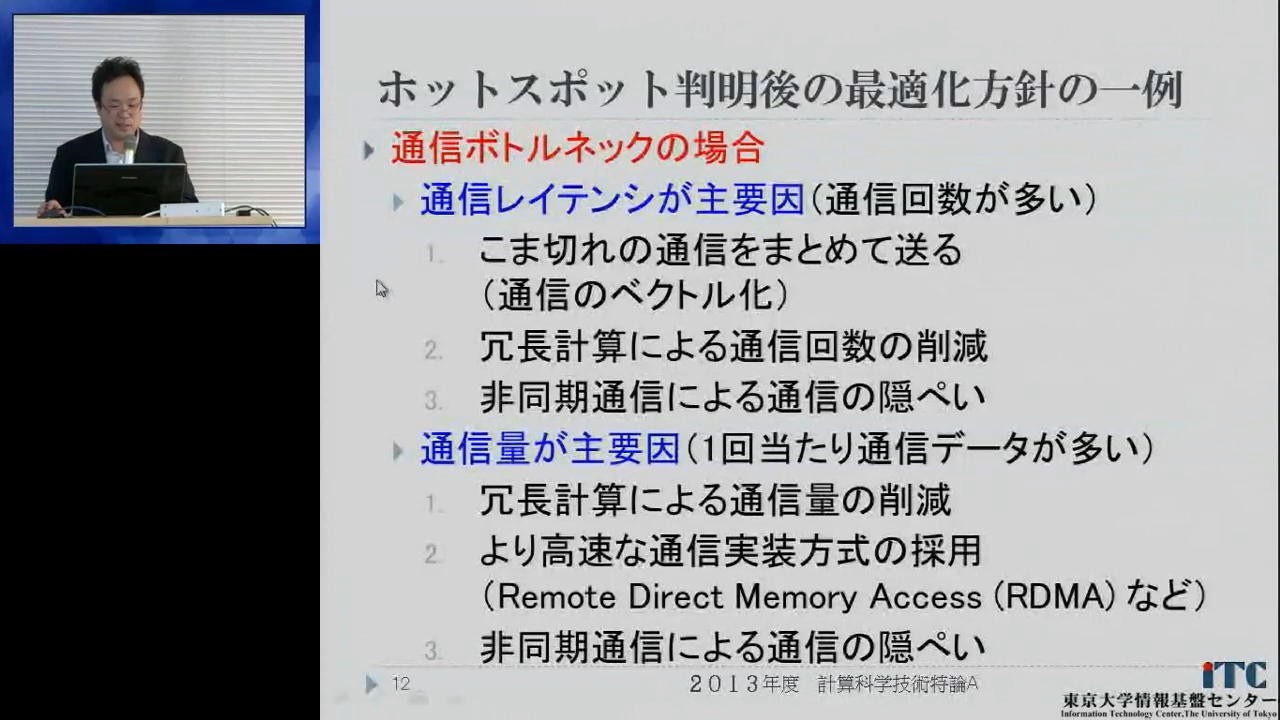 ホットスポット判明後の最適化方針の一例
通信ボトルネックの場合
通信レイテンシが主要因（通信回数が多い）
1. こま切れの通信をまとめて送る
（通信のベクトル化）
2. 冗長計算による通信回数の削減
3. 非同期通信による通信の隠ぺい
通信量が主要因（1回当たり通信データが多い）
1. 冗長計算による通信量の削減
2. より高速な通信実装方式の採用
（Remote Direct Memory Access (RDMA) など）
3. 非同期通信による通信の隠ぺい
12
２０１３年度　計算科学技術特論A
iTC
東京大学情報基盤センター
Information Technology Center, The University of Tokyo